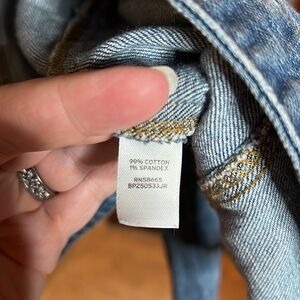 99% COTTON
1% SPANDEX
RN58665
BP250533JR